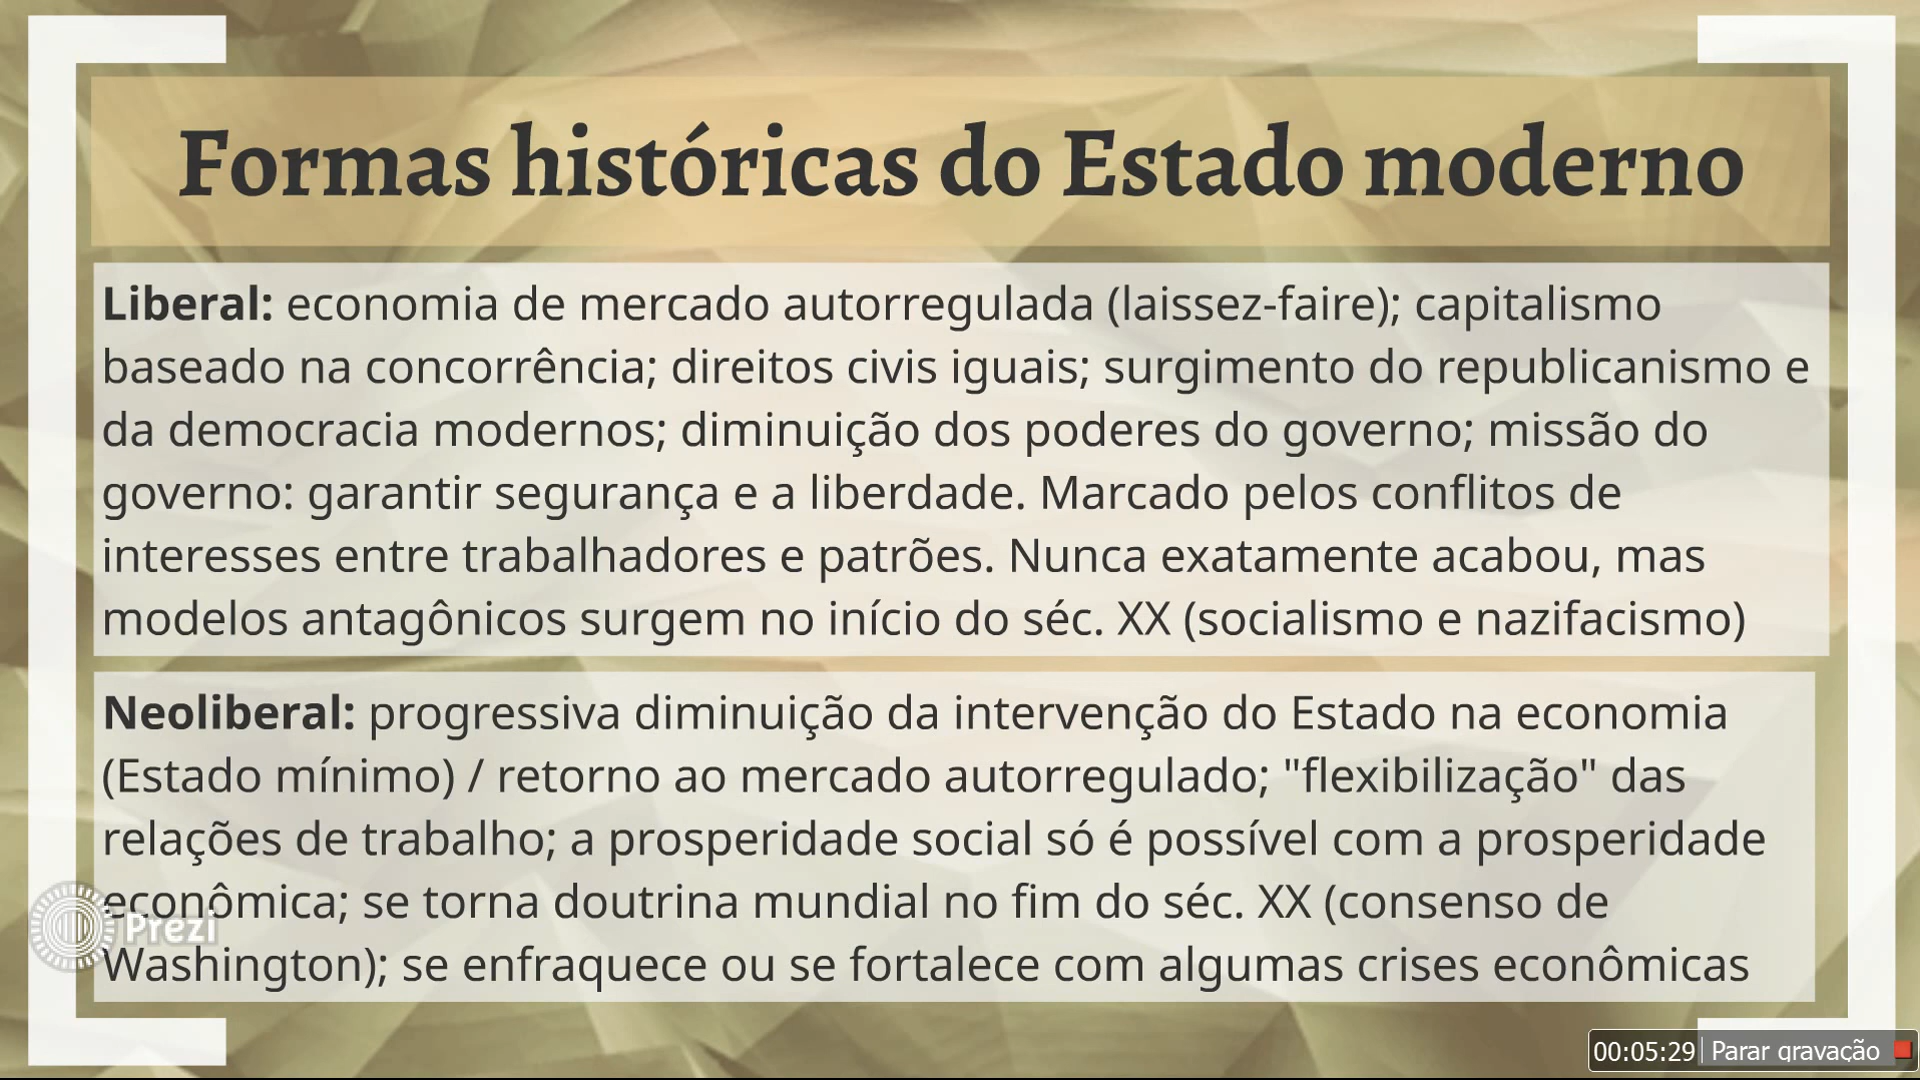 Formas históricas do Estado moderno
Liberal: economia de mercado autorregulada (laissez-faire); capitalismo
baseado na concorrência; direitos civis iguais; surgimento do republicanismo e
da democracia modernos; diminuição dos poderes do governo; missão do
governo: garantir segurança e a liberdade. Marcado pelos conflitos de
interesses entre trabalhadores e patrões. Nunca exatamente acabou, mas
modelos antagônicos surgem no início do séc. XX (socialismo e nazifacismo)
Neoliberal: progressiva diminuição da intervenção do Estado na economia
(Estado mínimo) / retorno ao mercado autorregulado; "flexibilização" das
relações de trabalho; a prosperidade social só é possível com a prosperidade
econômica; se torna doutrina mundial no fim do séc. XX (consenso de
Washington); se enfraquece ou se fortalece com algumas crises econômicas
Prezi
00:05:29 Parar gravação